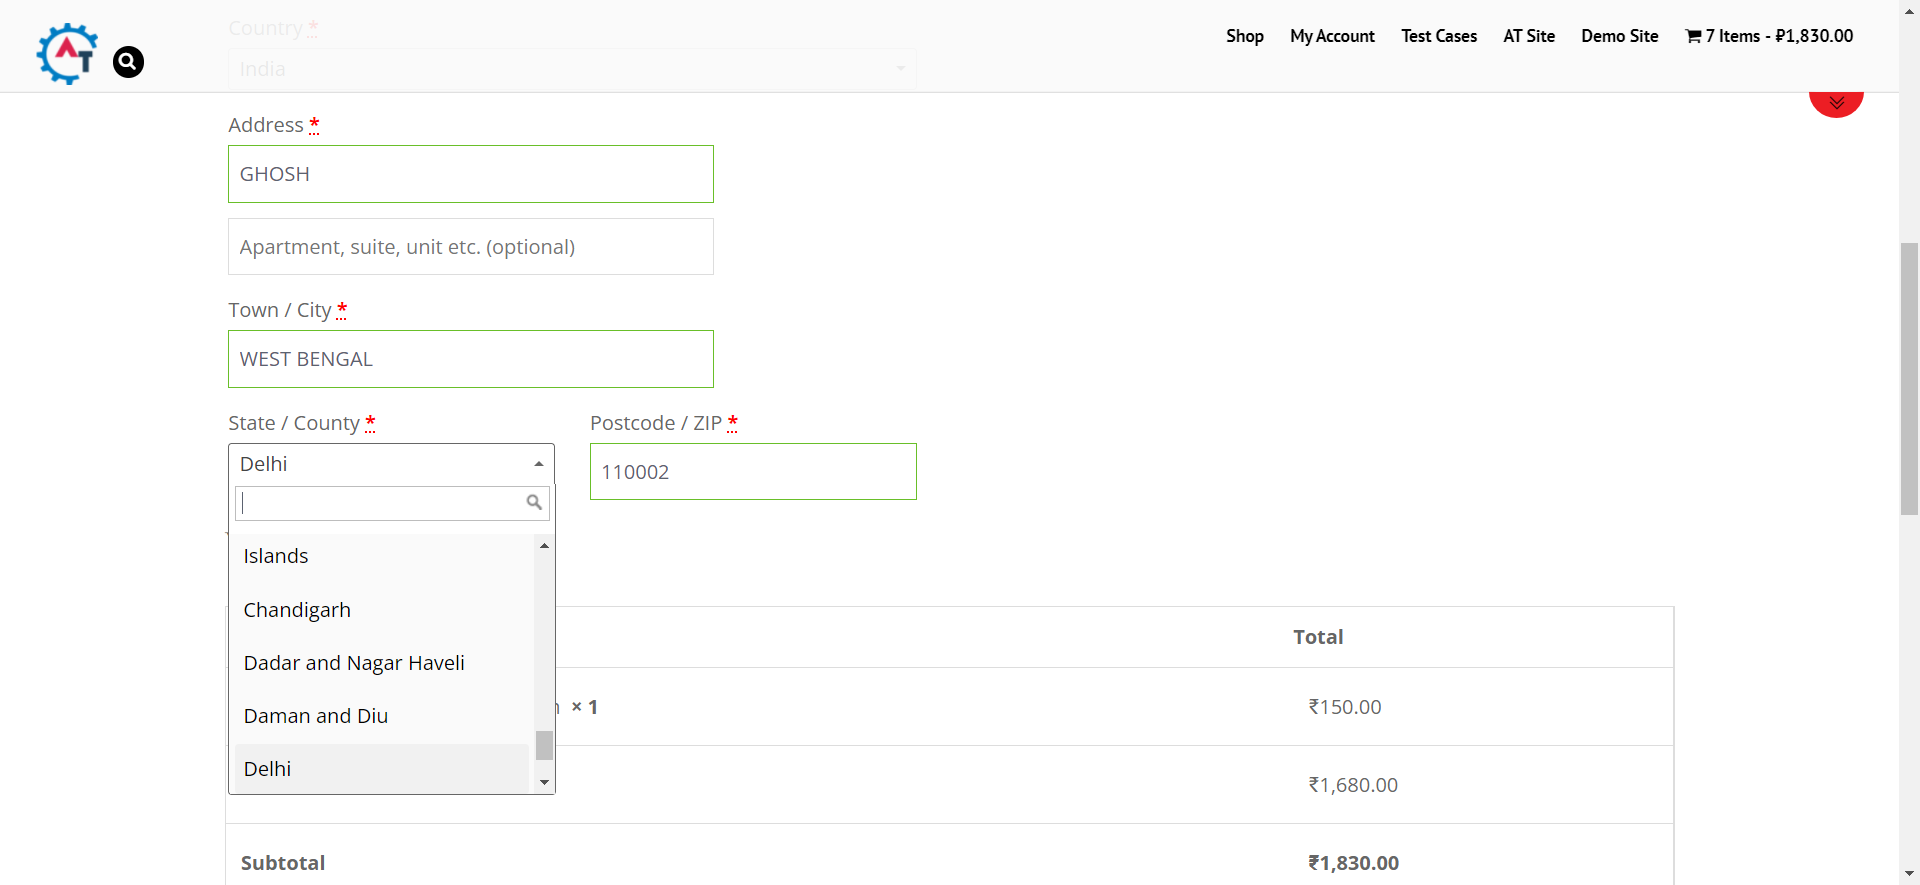 Country *
India
Shop My Account Test Cases AT Site Demo Site 7 Items - ₽1,830.00
AT
Address *
GHOSH
Apartment, suite, unit etc. (optional)
Town / City *
WEST BENGAL
State / County *
Delhi
Postcode / ZIP *
110002
Islands
Chandigarh
Dadar and Nagar Haveli
Daman and Diu
Delhi
Total
× 1 ₹150.00
₹1,680.00
Subtotal ₹1,830.00